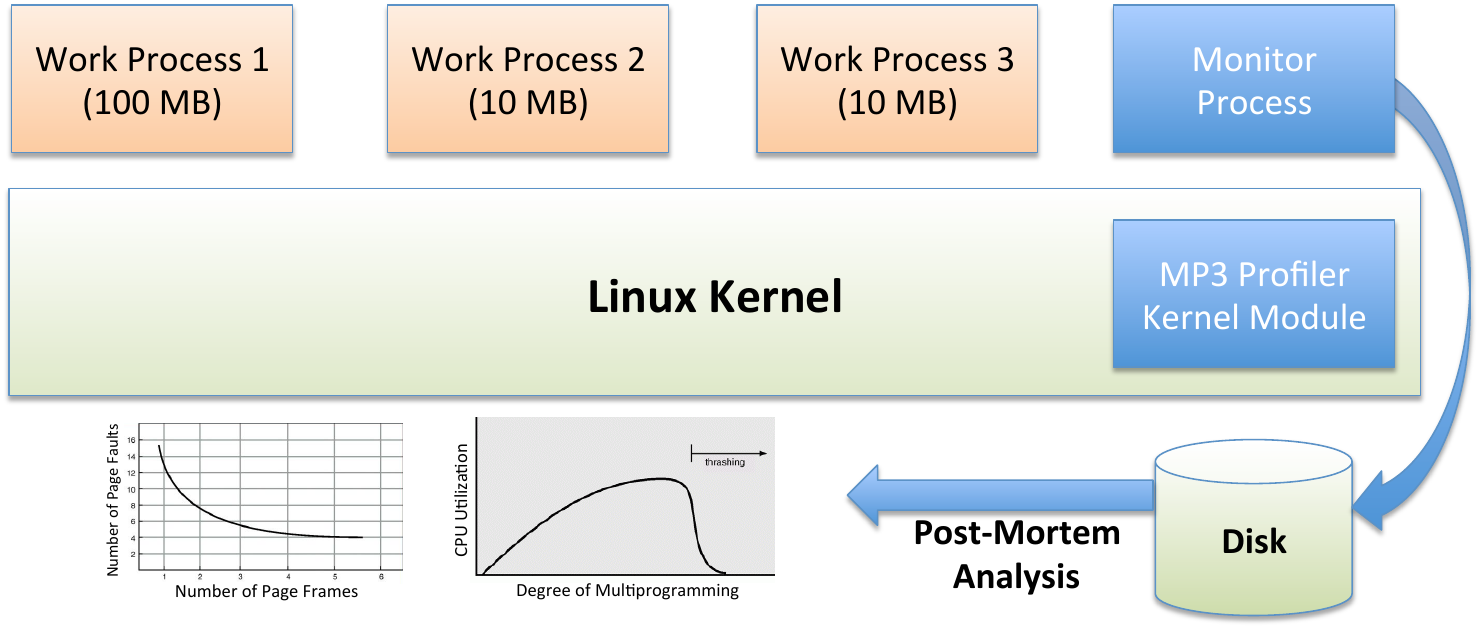 Work Process 1
(100 MB)
Work Process 2
(10 MB)
Work Process 3
(10 MB)
Monitor
Process
Linux Kernel
MP3 Profiler
Kernel Module
Number of Page Faults
16
14
12
10
8
6
4
2
1 2 3 4 5 6
Number of Page Frames
CPU Utilization
thrashing
Degree of Multiprogramming
Post-Mortem
Analysis
Disk